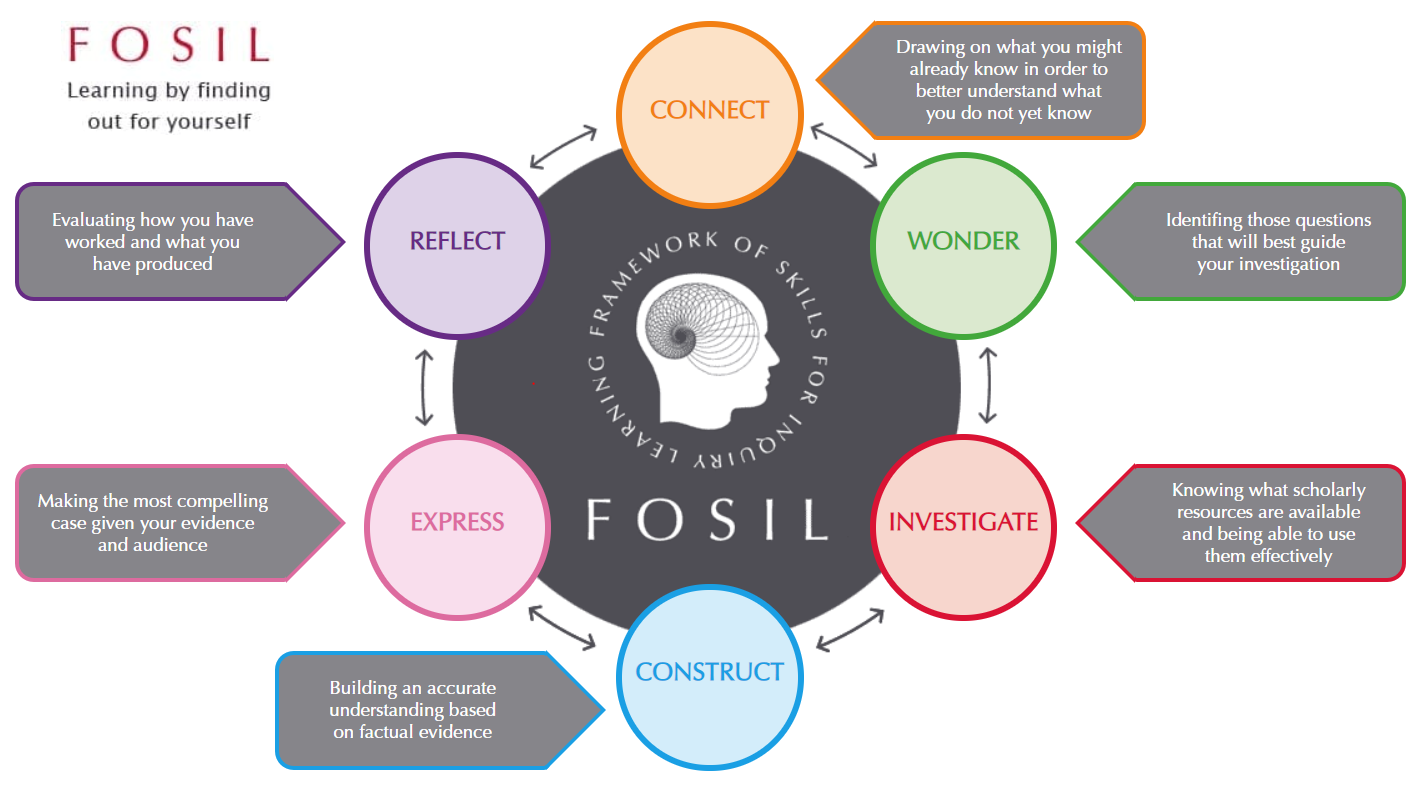 FOSIL
Learning by finding
out for yourself
CONNECT
Drawing on what you might
already know in order to
better understand what
you do not yet know
WONDER
Identifing those questions
that will best guide
your investigation
INVESTIGATE
Knowing what scholarly
resources are available
and being able to use
them effectively
CONSTRUCT
Building an accurate
understanding based
on factual evidence
EXPRESS
Making the most compelling
case given your evidence
and audience
REFLECT
Evaluating how you have
worked and what you
have produced
FRAMEWORK OF SKILLS FOR INQUIRY LEARNING
FOSIL